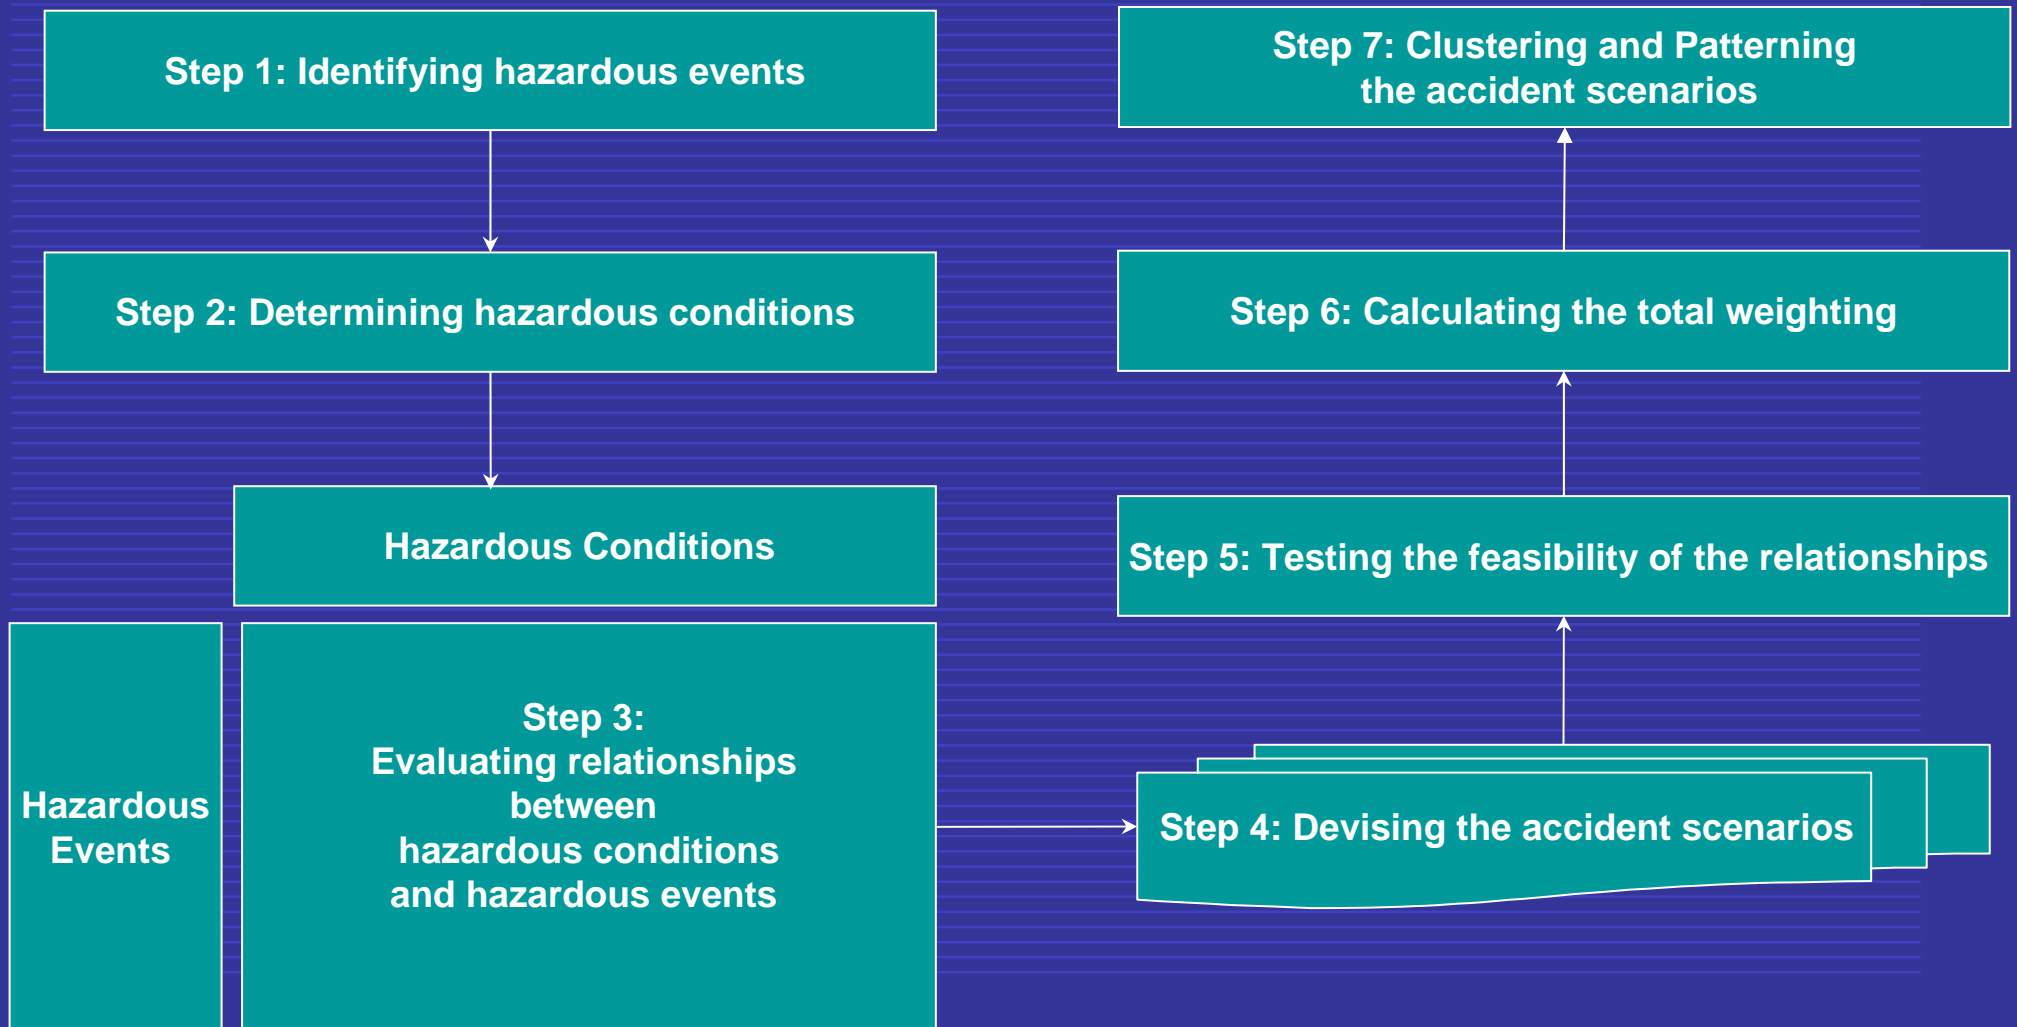 Step 1: Identifying hazardous events
Step 2: Determining hazardous conditions
Hazardous Conditions
Hazardous
Events
Step 3:
Evaluating relationships
between
hazardous conditions
and hazardous events
Step 4: Devising the accident scenarios
Step 5: Testing the feasibility of the relationships
Step 6: Calculating the total weighting
Step 7: Clustering and Patterning
the accident scenarios